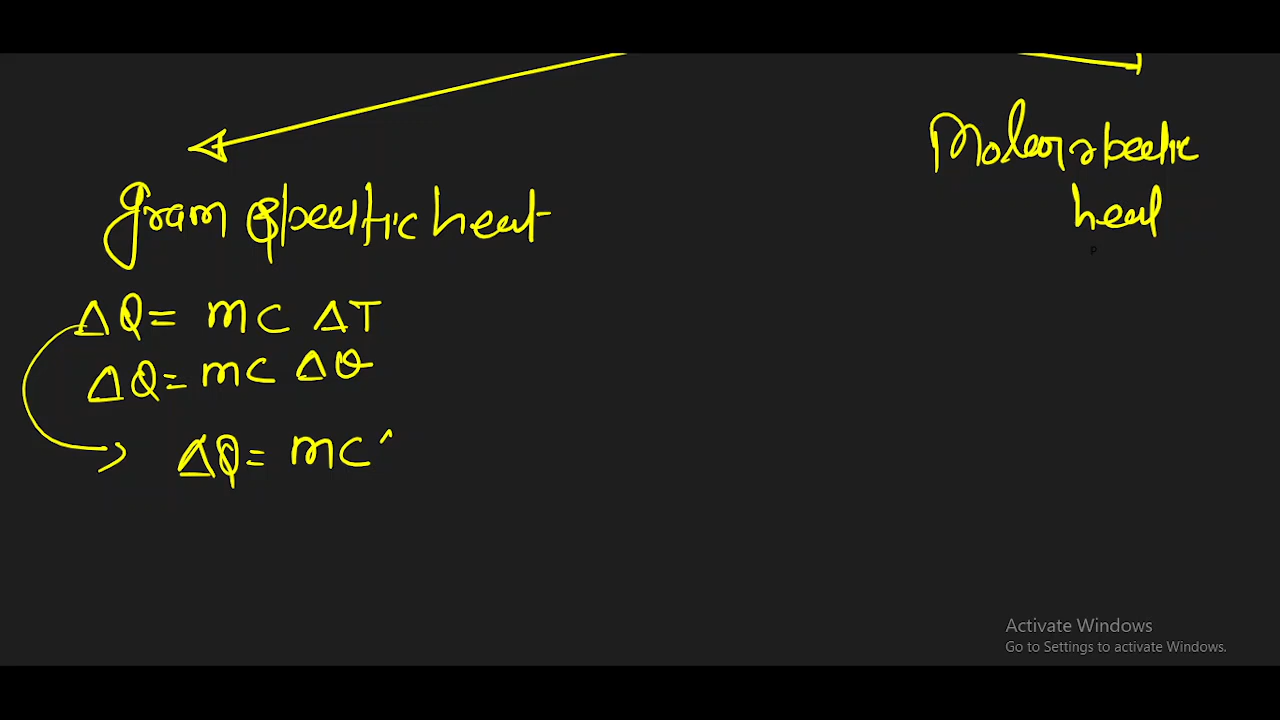 Molar specific
heat
gram specific heat
ΔQ = mc ΔT
ΔQ = mc Δθ
ΔQ = mc
Activate Windows
Go to Settings to activate Windows.